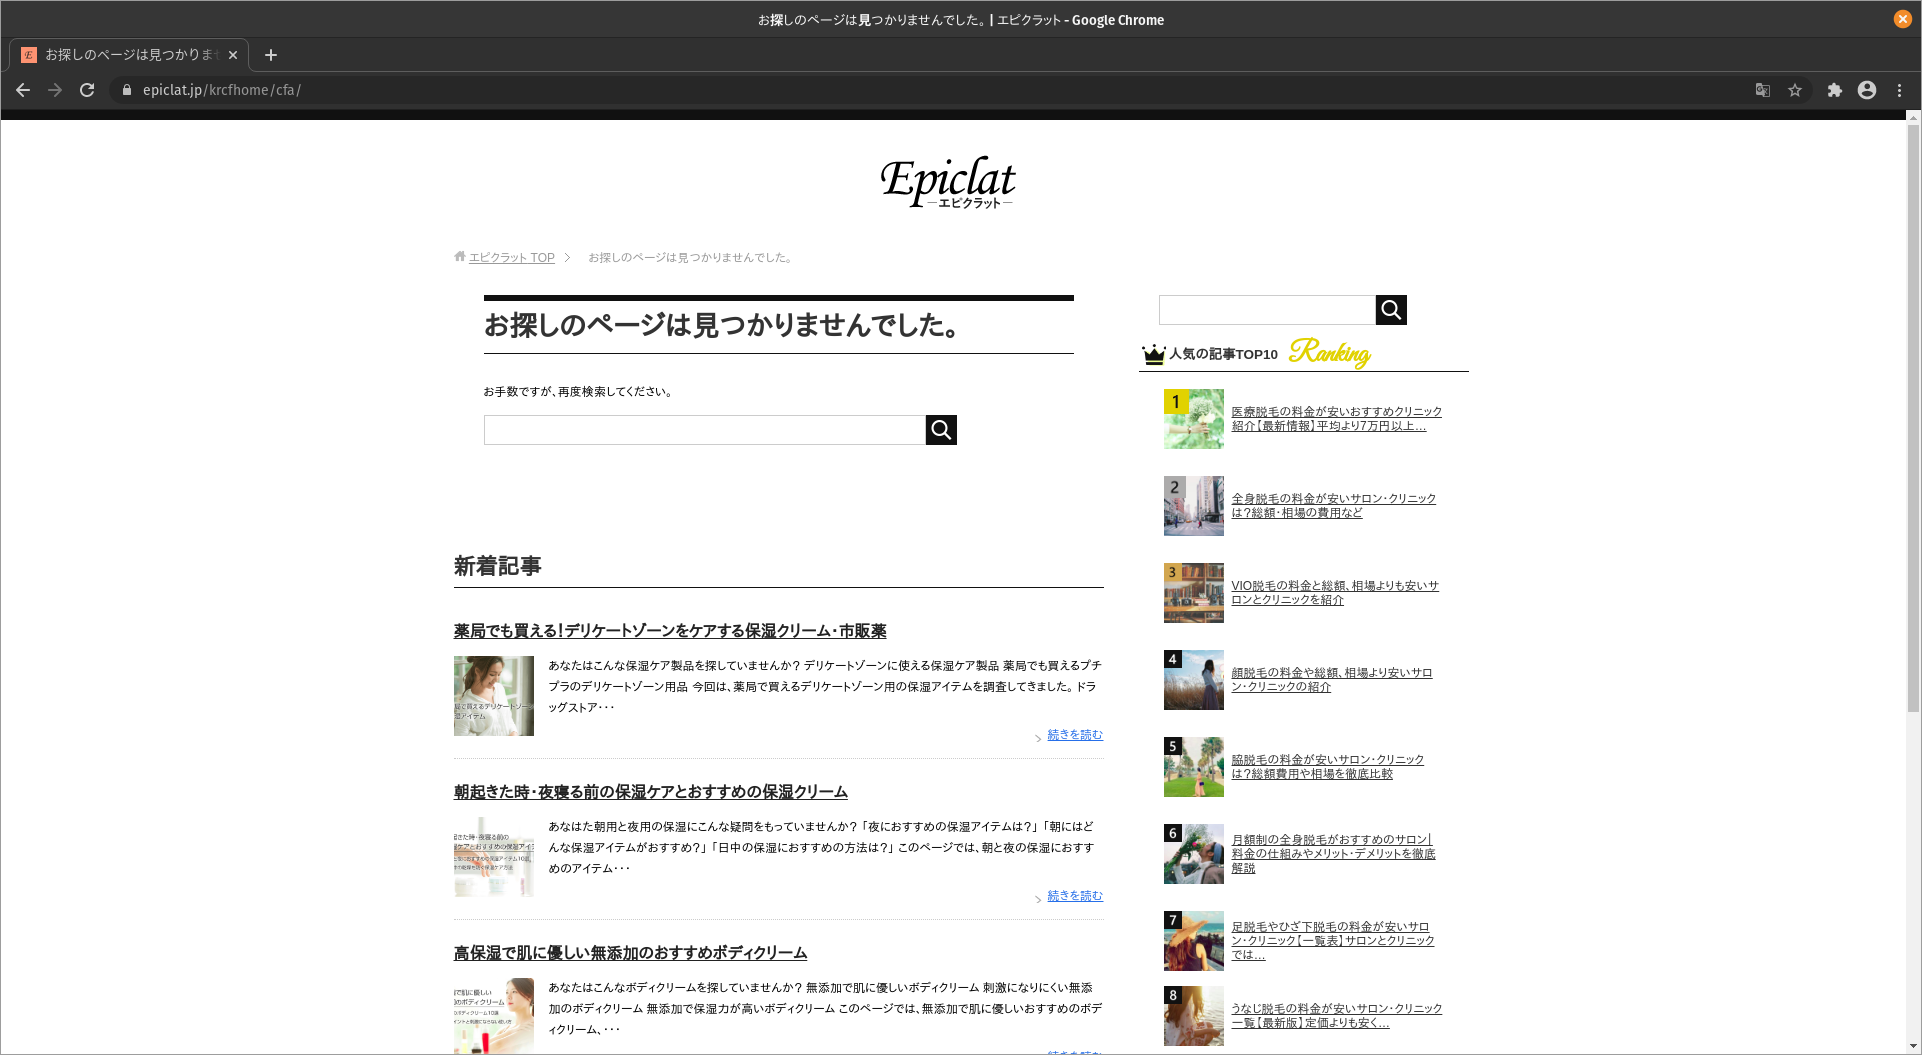 お探しのページは見つかりませんでした。 | エピクラット - Google Chrome
お探しのページは見つかりませ
epiclat.jp/krcfhome/cfa/
Epiclat
エピクラット
エピクラット TOP
お探しのページは見つかりませんでした。
お探しのページは見つかりませんでした。
お手数ですが、再度検索してください。
新着記事
薬局でも買える！デリケートゾーンをケアする保湿クリーム・市販薬
あなたはこんな保湿ケア製品を探していませんか？ デリケートゾーンに使える保湿ケア製品 薬局でも買えるプチ
プラのデリケートゾーン用品 今回は、薬局で買えるデリケートゾーン用の保湿アイテムを調査してきました。 ドラ
ッグストア・・・
続きを読む
朝起きた時・夜寝る前の保湿ケアとおすすめの保湿クリーム
あなはた朝用と夜用の保湿にこんな疑問をもっていませんか？ 「夜におすすめの保湿アイテムは？」 「朝にはど
んな保湿アイテムがおすすめ？」 「日中の保湿におすすめの方法は？」 このページでは、朝と夜の保湿におすす
めのアイテム・・・
続きを読む
高保湿で肌に優しい無添加のおすすめボディクリーム
あなたはこんなボディクリームを探していませんか？ 無添加で肌に優しいボディクリーム 刺激になりにくい無添
加のボディクリーム 無添加で保湿力が高いボディクリーム このページでは、無添加で肌に優しいおすすめのボデ
ィクリーム、・・・
人気の記事TOP10 Ranking
1
医療脱毛の料金が安いおすすめクリニック
紹介【最新情報】平均より7万円以上...
2
全身脱毛の料金が安いサロン・クリニック
は？総額・相場の費用など
3
VIO脱毛の料金と総額、相場よりも安いサ
ロンとクリニックを紹介
4
顔脱毛の料金や総額、相場より安いサロ
ン・クリニックの紹介
5
脇脱毛の料金が安いサロン・クリニック
は？総額費用や相場を徹底比較
6
月額制の全身脱毛がおすすめのサロン|
料金の仕組みやメリット・デメリットを徹底
解説
7
足脱毛やひざ下脱毛の料金が安いサロ
ン・クリニック【一覧表】サロンとクリニック
では...
8
うなじ脱毛の料金が安いサロン・クリニック
一覧【最新版】定価よりも安く...